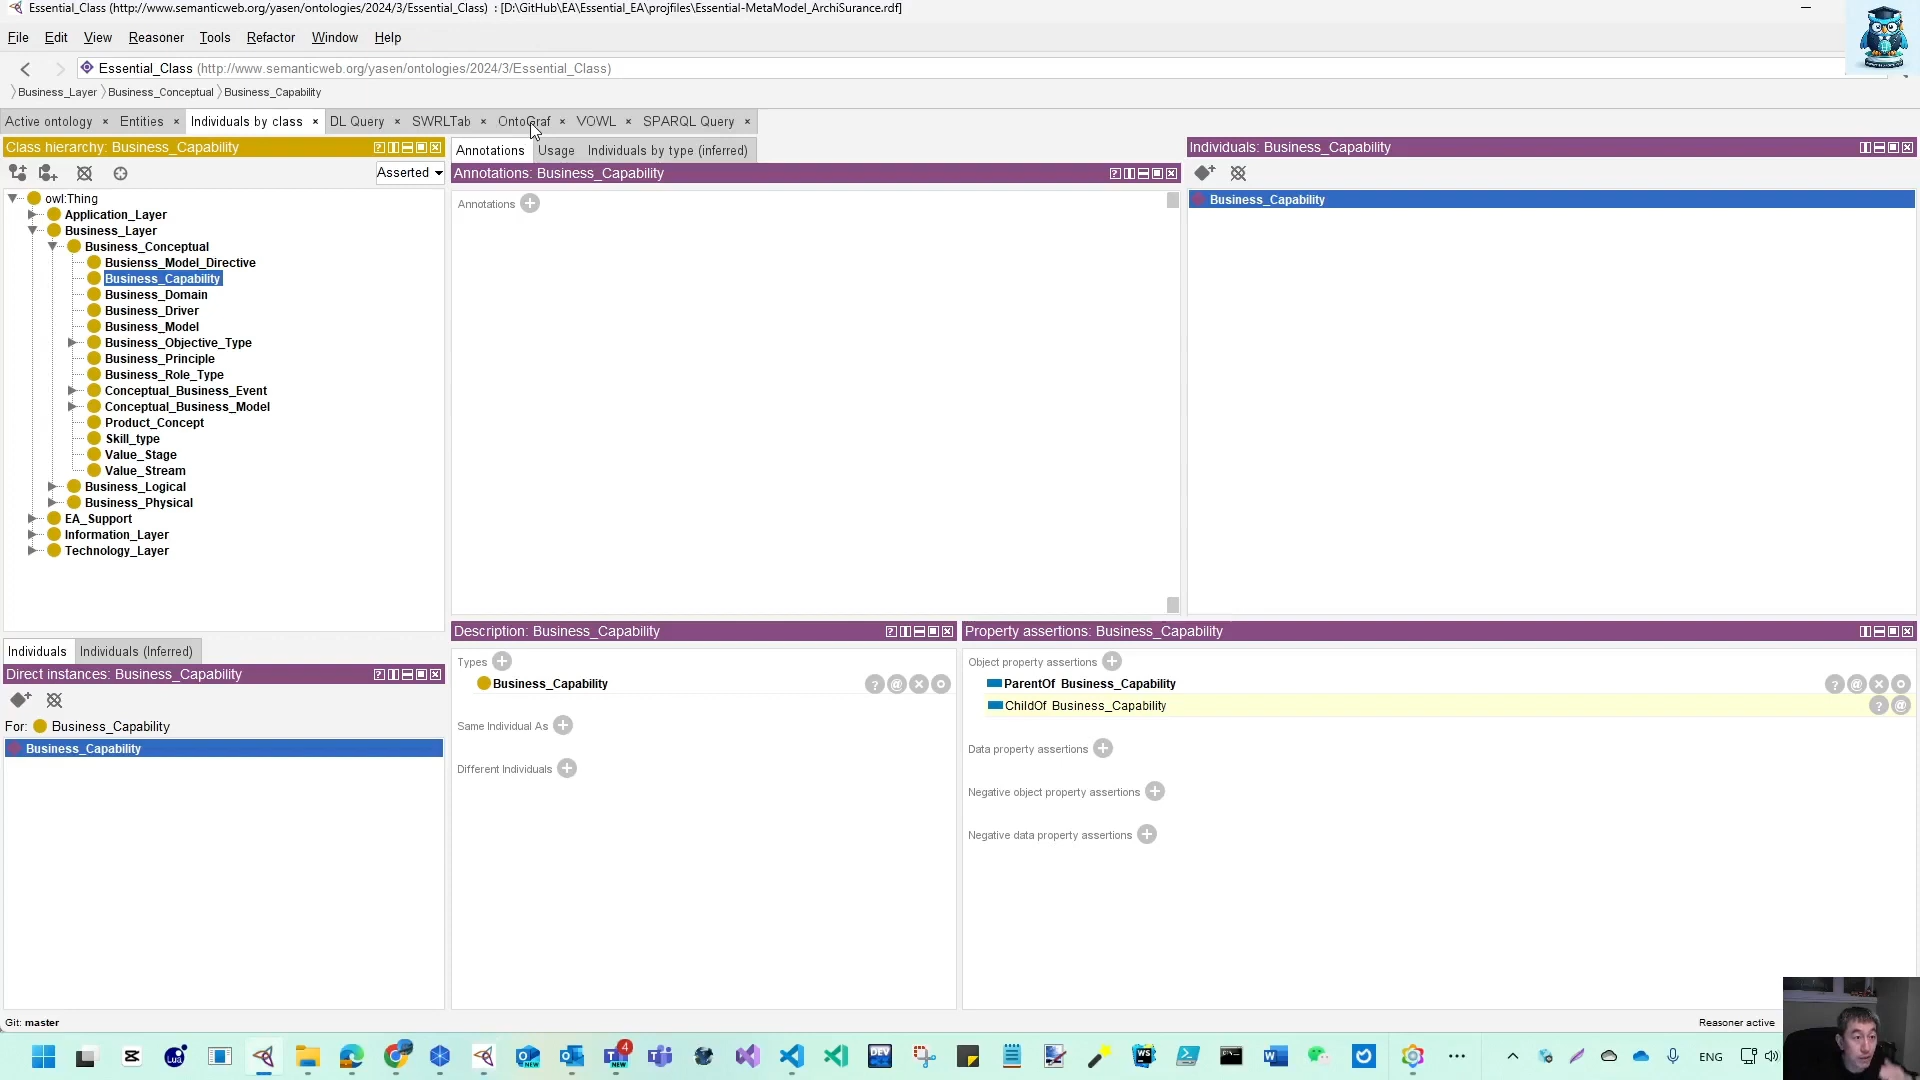 Essential_Class (http://www.semanticweb.org/yasen/ontologies/2024/3/Essential_Class) : [D:\GitHub\EA\Essential_EA\projfiles\Essential-MetaModel_ArchiSurance.rdf]
File Edit View Reasoner Tools Refactor Window Help
Essential_Class (http://www.semanticweb.org/yasen/ontologies/2024/3/Essential_Class)
Business_Layer Business_Conceptual Business_Capability
Active ontology × Entities × Individuals by class × DL Query × SWRLTab × OntoGraf × VOWL × SPARQL Query ×
Class hierarchy: Business_Capability
Asserted
owl:Thing
Application_Layer
Business_Layer
Business_Conceptual
Busienss_Model_Directive
Business_Capability
Business_Domain
Business_Driver
Business_Model
Business_Objective_Type
Business_Principle
Business_Role_Type
Conceptual_Business_Event
Conceptual_Business_Model
Product_Concept
Skill_type
Value_Stage
Value_Stream
Business_Logical
Business_Physical
EA_Support
Information_Layer
Technology_Layer
Individuals Individuals (Inferred)
Direct instances: Business_Capability
For: Business_Capability
Business_Capability
Annotations Usage Individuals by type (inferred)
Annotations: Business_Capability
Annotations
Individuals: Business_Capability
Business_Capability
Description: Business_Capability
Types
Business_Capability
Same Individual As
Different Individuals
Property assertions: Business_Capability
Object property assertions
ParentOf Business_Capability
ChildOf Business_Capability
Data property assertions
Negative object property assertions
Negative data property assertions
Git: master
Reasoner active
Lua
NEW
4
NEW
DEV
WS
ENG